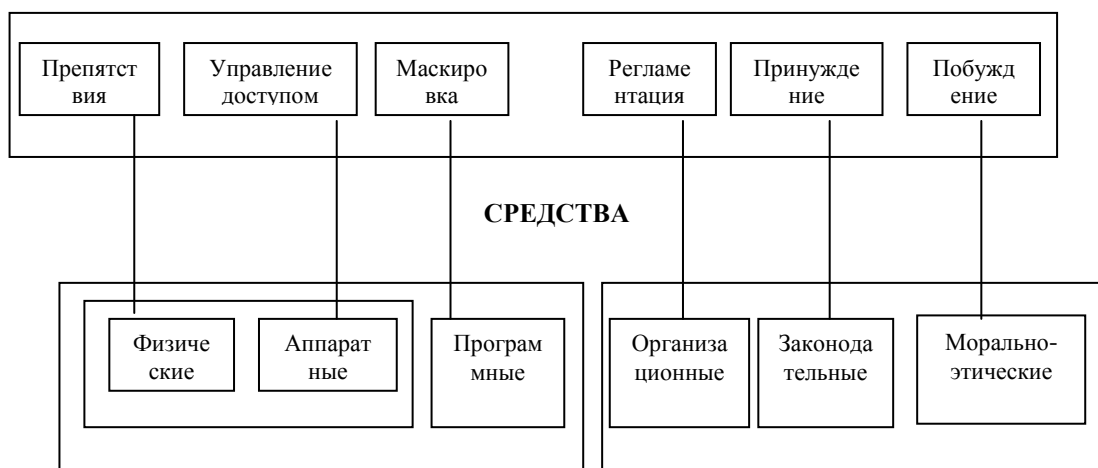 Препятст
вия
Управление
доступом
Маскиро
вка
Регламе
нтация
Принужде
ние
Побужд
ение
СРЕДСТВА
Физиче
ские
Аппарат
ные
Програм
мные
Организа
ционные
Законода
тельные
Морально-
этические